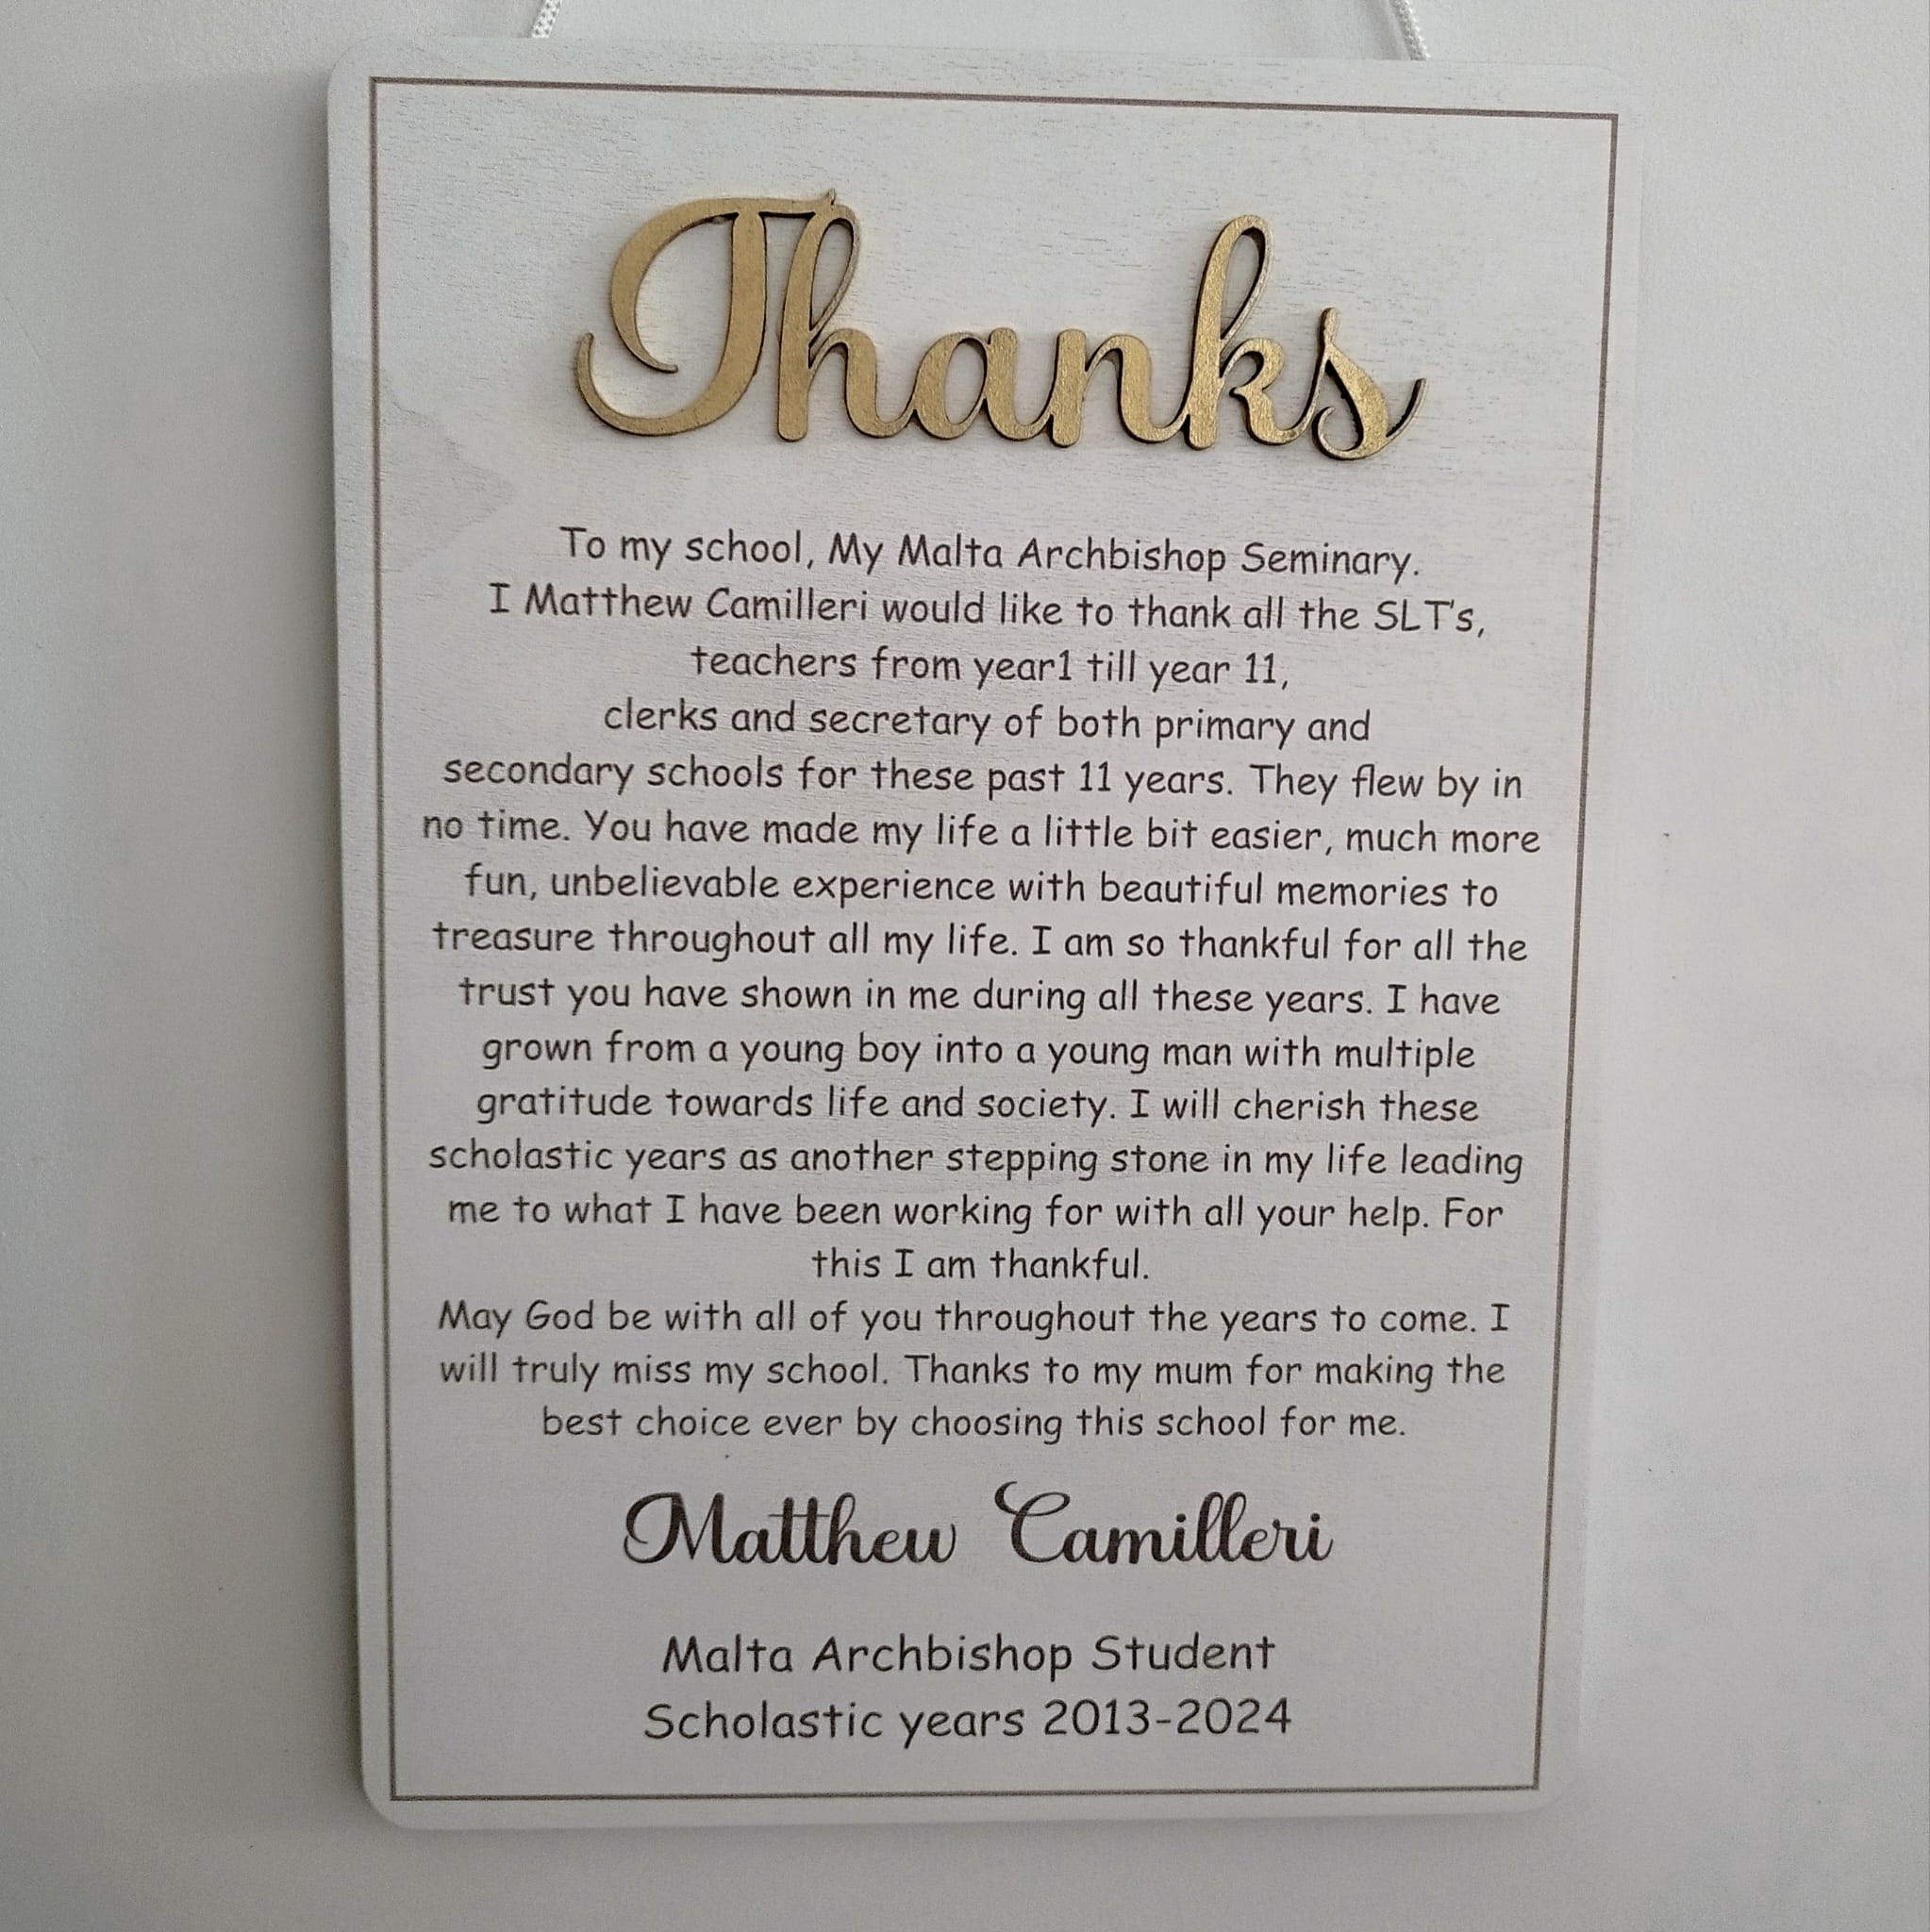 Thanks
To my school, My Malta Archbishop Seminary.
I Matthew Camilleri would like to thank all the SLT's,
teachers from year1 till year 11,
clerks and secretary of both primary and
secondary schools for these past 11 years. They flew by in
no time. You have made my life a little bit easier, much more
fun, unbelievable experience with beautiful memories to
treasure throughout all my life. I am so thankful for all the
trust you have shown in me during all these years. I have
grown from a young boy into a young man with multiple
gratitude towards life and society. I will cherish these
scholastic years as another stepping stone in my life leading
me to what I have been working for with all your help. For
this I am thankful.
May God be with all of you throughout the years to come. I
will truly miss my school. Thanks to my mum for making the
best choice ever by choosing this school for me.
Matthew Camilleri
Malta Archbishop Student
Scholastic years 2013-2024